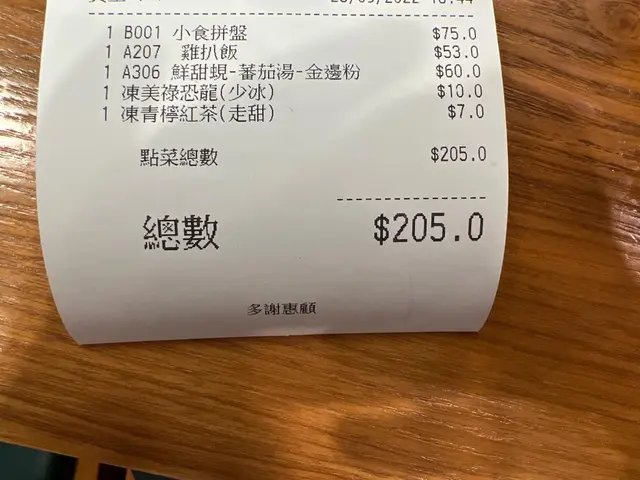 1 B001 小食拼盤 $75.0
1 A207 雞扒飯 $53.0
1 A306 鮮甜蜆-蕃茄湯-金邊粉 $60.0
1 凍美祿恐龍(少冰) $10.0
1 凍青檸紅茶(走甜) $7.0
點菜總數 $205.0
總數 $205.0
多謝惠顧